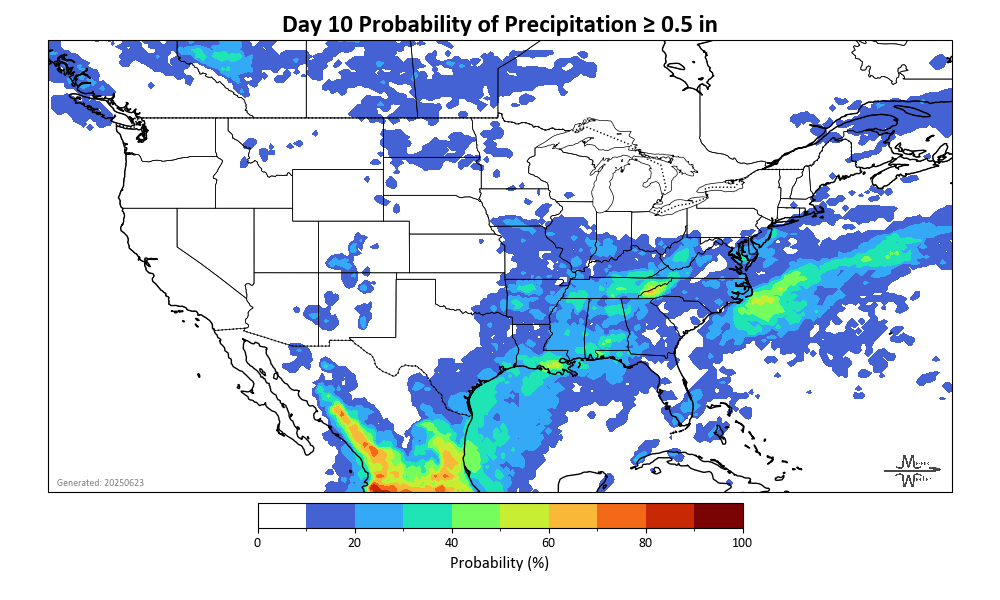 Day 10 Probability of Precipitation ≥ 0.5 in
Generated: 20250623
0 20 40 60 80 100
Probability (%)